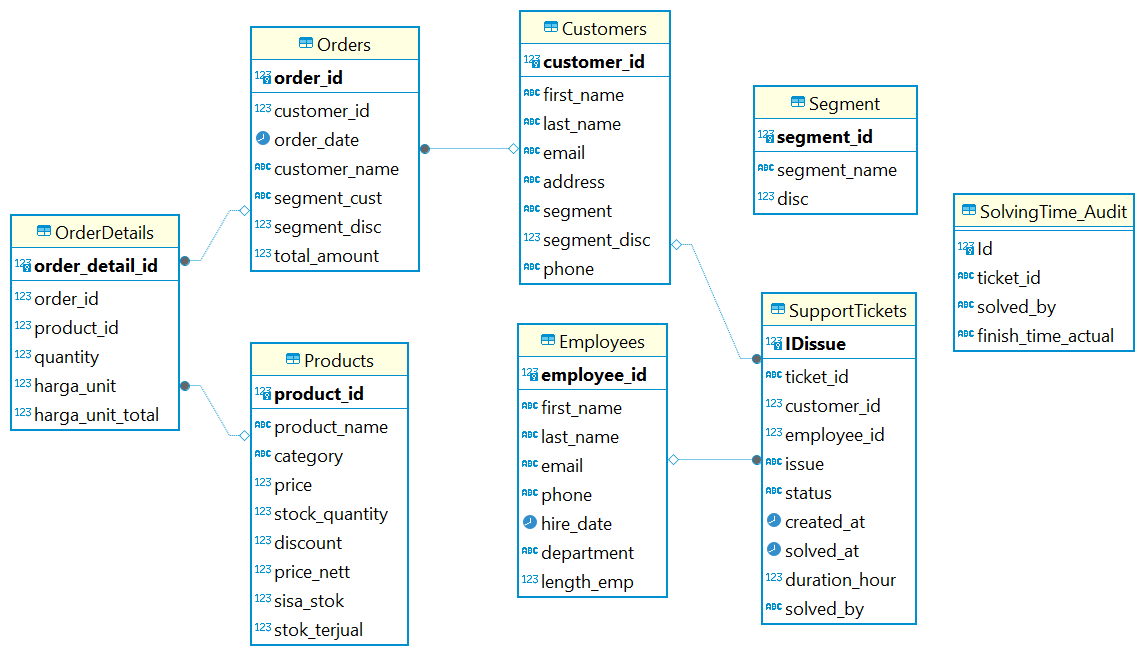 Orders
order_id
customer_id
order_date
customer_name
segment_cust
segment_disc
total_amount
Customers
customer_id
first_name
last_name
email
address
segment
segment_disc
phone
Segment
segment_id
segment_name
disc
SolvingTime_Audit
Id
ticket_id
solved_by
finish_time_actual
OrderDetails
order_detail_id
order_id
product_id
quantity
harga_unit
harga_unit_total
Products
product_id
product_name
category
price
stock_quantity
discount
price_nett
sisa_stok
stok_terjual
Employees
employee_id
first_name
last_name
email
phone
hire_date
department
length_emp
SupportTickets
IDissue
ticket_id
customer_id
employee_id
issue
status
created_at
solved_at
duration_hour
solved_by